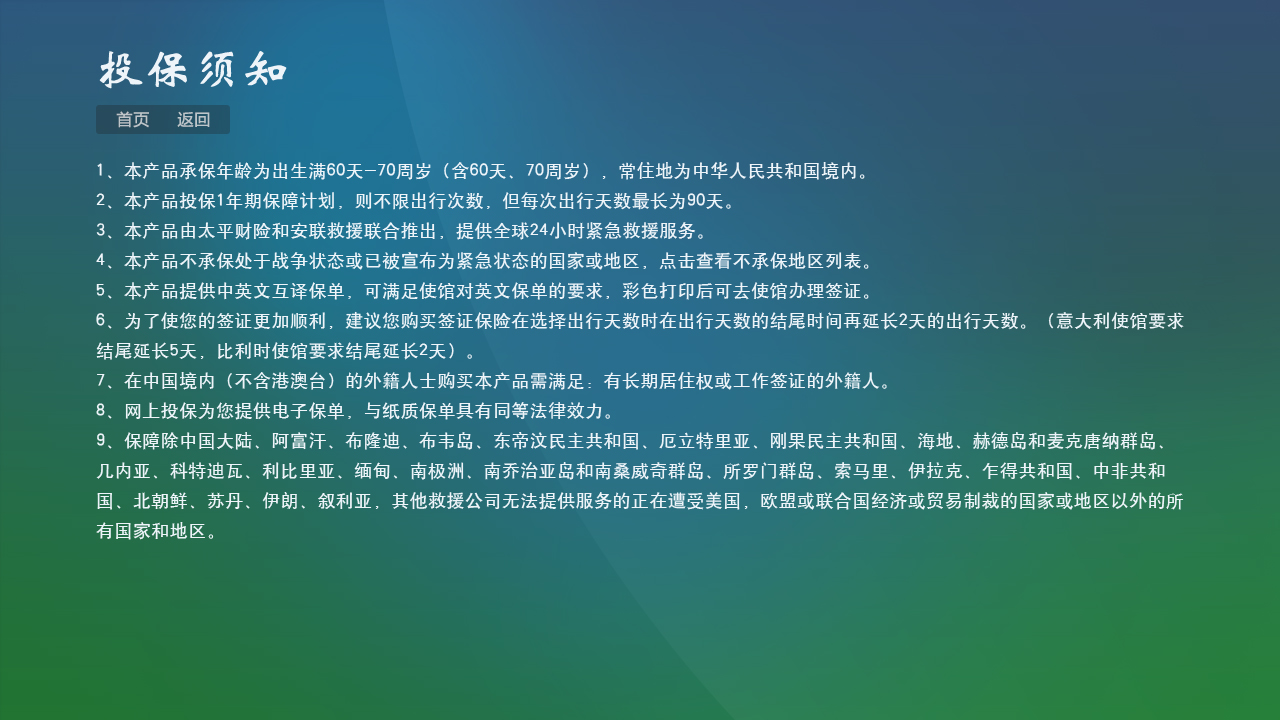 投保须知
首页 返回
1、本产品承保年龄为出生满60天-70周岁（含60天、70周岁），常住地为中华人民共和国境内。
2、本产品投保1年期保障计划，则不限出行次数，但每次出行天数最长为90天。
3、本产品由太平财险和安联救援联合推出，提供全球24小时紧急救援服务。
4、本产品不承保处于战争状态或已被宣布为紧急状态的国家或地区，点击查看不承保地区列表。
5、本产品提供中英文互译保单，可满足使馆对英文保单的要求，彩色打印后可去使馆办理签证。
6、为了使您的签证更加顺利，建议您购买签证保险在选择出行天数时在出行天数的结尾时间再延长2天的出行天数。（意大利使馆要求
结尾延长5天，比利时使馆要求结尾延长2天）。
7、在中国境内（不含港澳台）的外籍人士购买本产品需满足：有长期居住权或工作签证的外籍人。
8、网上投保为您提供电子保单，与纸质保单具有同等法律效力。
9、保障除中国大陆、阿富汗、布隆迪、布韦岛、东帝汶民主共和国、厄立特里亚、刚果民主共和国、海地、赫德岛和麦克唐纳群岛、
几内亚、科特迪瓦、利比里亚、缅甸、南极洲、南乔治亚岛和南桑威奇群岛、所罗门群岛、索马里、伊拉克、乍得共和国、中非共和
国、北朝鲜、苏丹、伊朗、叙利亚，其他救援公司无法提供服务的正在遭受美国，欧盟或联合国经济或贸易制裁的国家或地区以外的所
有国家和地区。